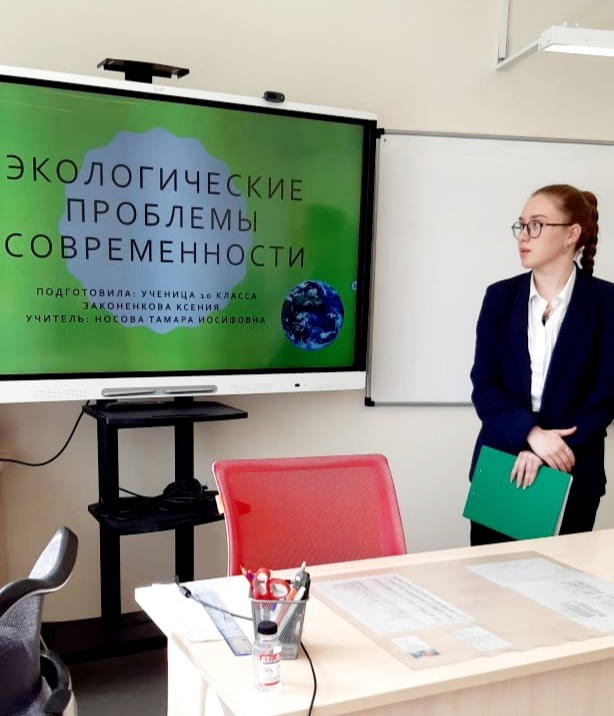 ЭКОЛОГИЧЕСКИЕ
ПРОБЛЕМЫ
СОВРЕМЕННОСТИ
ПОДГОТОВИЛА: УЧЕНИЦА 10 КЛАССА
ЗАКОНЕНКОВА КСЕНИЯ
УЧИТЕЛЬ: НОСОВА ТАМАРА ИОСИФОВНА